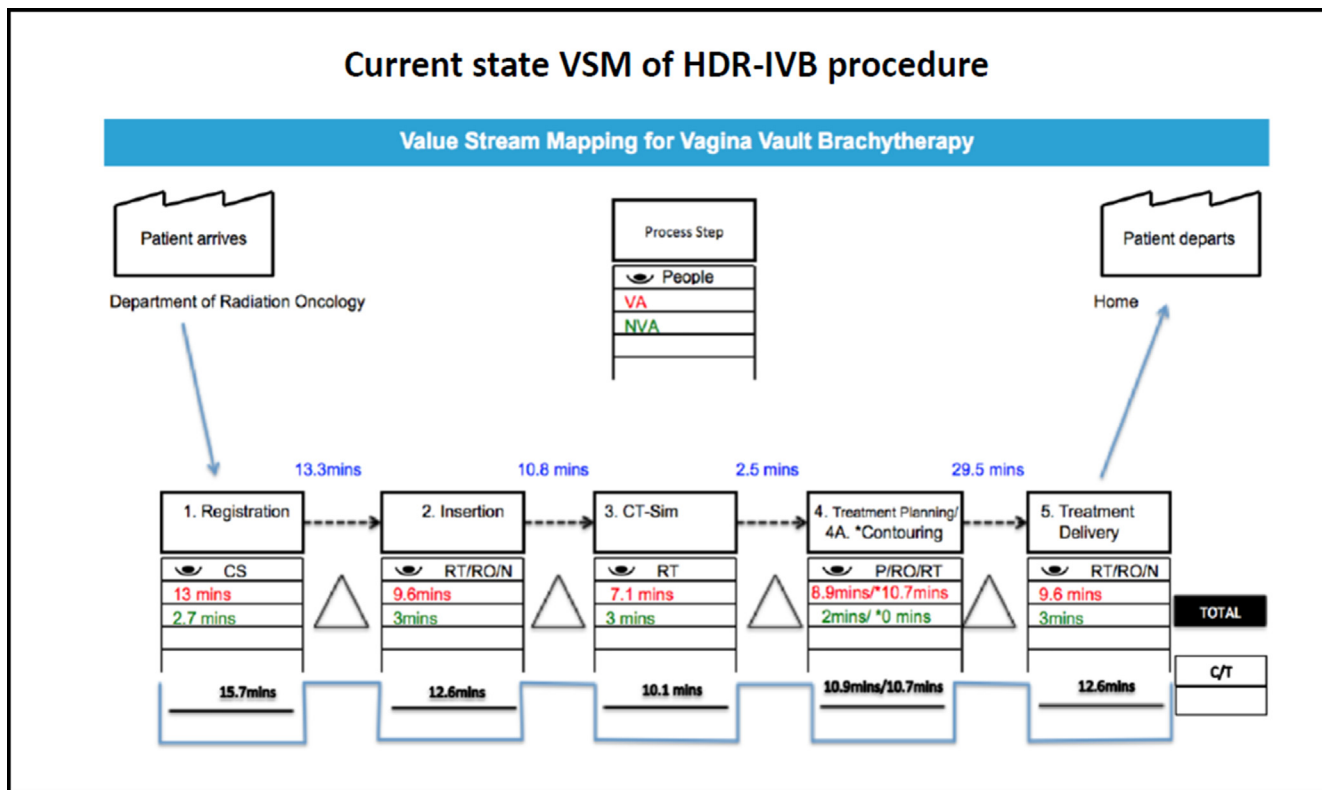 Current state VSM of HDR-IVB procedure
Value Stream Mapping for Vagina Vault Brachytherapy
Patient arrives
Department of Radiation Oncology
Process Step
People
VA
NVA
Patient departs
Home
13.3mins
10.8 mins
2.5 mins
29.5 mins
1. Registration
CS
13 mins
2.7 mins
15.7mins
2. Insertion
RT/RO/N
9.6mins
3mins
12.6mins
3. CT-Sim
RT
7.1 mins
3 mins
10.1 mins
4. Treatment Planning/
4A. *Contouring
P/RO/RT
8.9mins/*10.7mins
2mins/ *0 mins
10.9mins/10.7mins
5. Treatment
Delivery
RT/RO/N
9.6 mins
3mins
12.6mins
TOTAL
C/T